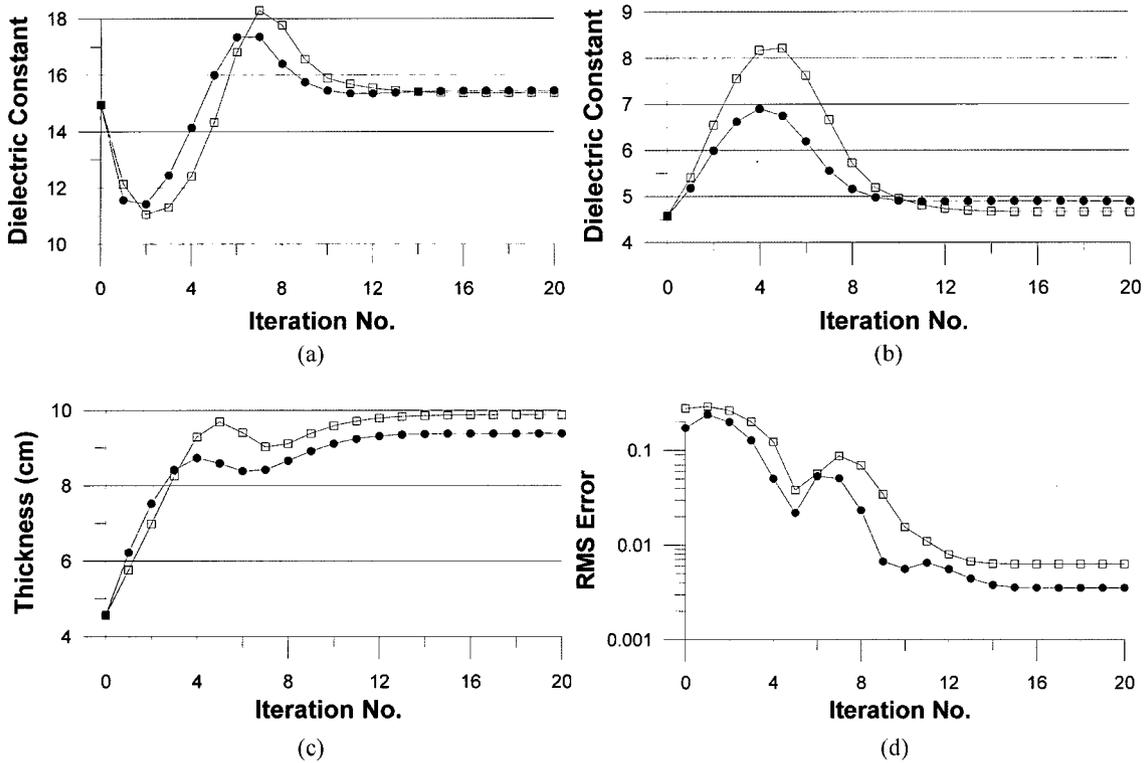 Dielectric Constant
18
16
14
12
10
0 4 8 12 16 20
Iteration No.
(a)
Dielectric Constant
9
8
7
6
5
4
0 4 8 12 16 20
Iteration No.
(b)
Thickness (cm)
10
8
6
4
0 4 8 12 16 20
Iteration No.
(c)
RMS Error
0.1
0.01
0.001
0 4 8 12 16 20
Iteration No.
(d)